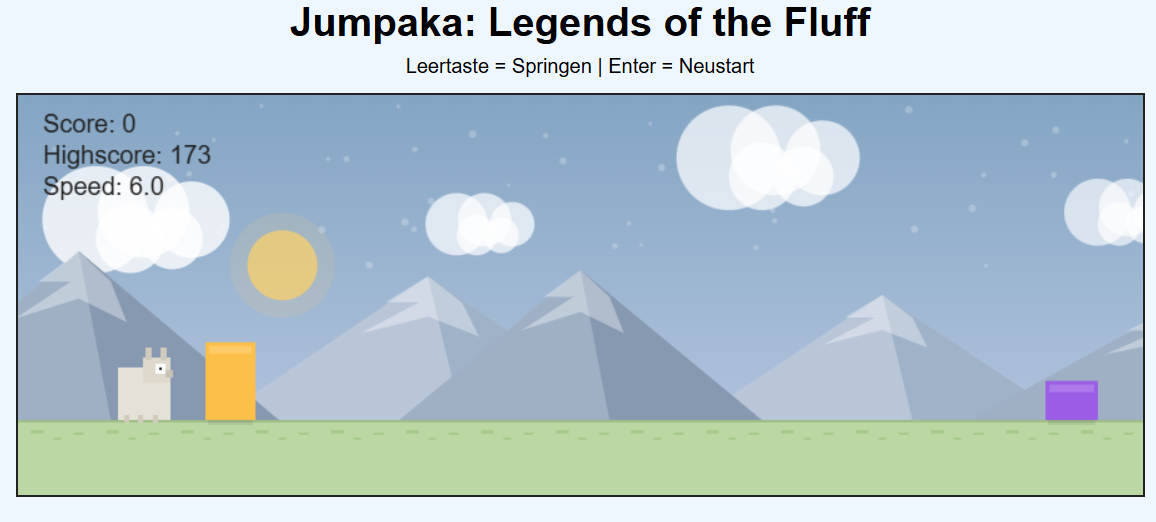 Jumpaka: Legends of the Fluff
Leertaste = Springen | Enter = Neustart
Score: 0
Highscore: 173
Speed: 6.0